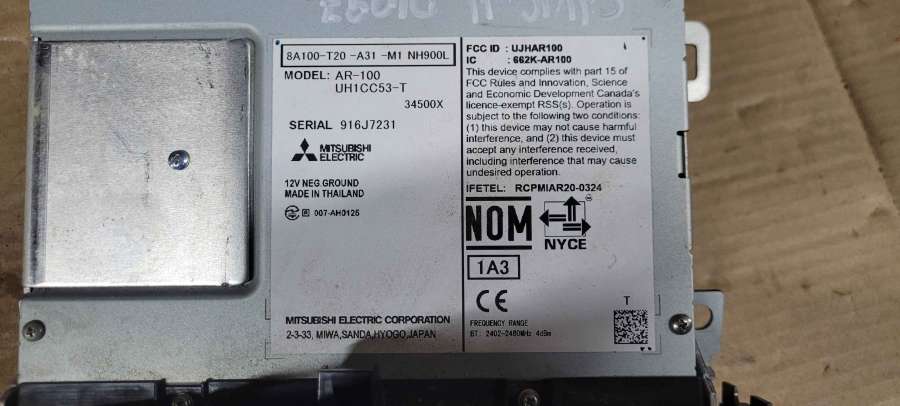 8A100-T20 -A31 -M1 NH900L
MODEL: AR-100
UH1CC53-T
34500X
SERIAL 916J7231
MITSUBISHI
ELECTRIC
12V NEG.GROUND
MADE IN THAILAND
R 007-AH0125
MITSUBISHI ELECTRIC CORPORATION
2-3-33, MIWA,SANDA,HYOGO,JAPAN
FCC ID : UJHAR100
IC : 662K-AR100
This device complies with part 15 of
FCC Rules and Innovation, Science
and Economic Development Canada's
licence-exempt RSS(s). Operation is
subject to the following two conditions:
(1) this device may not cause harmful
interference, and (2) this device must
accept any interference received,
including interference that may cause
undesired operation.
IFETEL: RCPMIAR20-0324
NOM
NYCE
1A3
CE
FREQUENCY RANGE
BT: 2402-2480MHz 4dBm
T